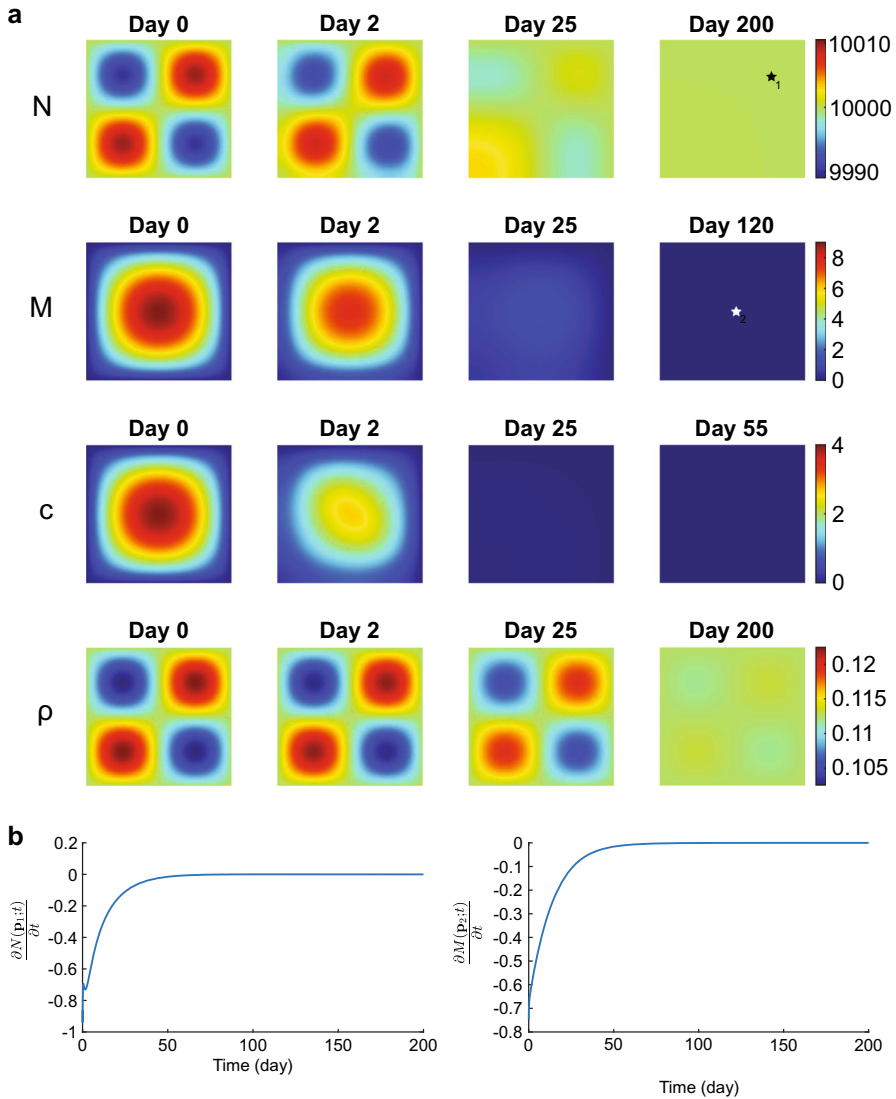 a
Day 0 Day 2 Day 25 Day 200
N
1
10010
10000
9990
Day 0 Day 2 Day 25 Day 120
M
2
8
6
4
2
0
Day 0 Day 2 Day 25 Day 55
c
4
2
0
Day 0 Day 2 Day 25 Day 200
ρ
0.12
0.115
0.11
0.105
b
0.2
0
-0.2
-0.4
-0.6
-0.8
-1
∂N(p₁;t)
∂t
0 50 100 150 200
Time (day)
0
-0.1
-0.2
-0.3
-0.4
-0.5
-0.6
-0.7
-0.8
∂M(p₂;t)
∂t
0 50 100 150 200
Time (day)